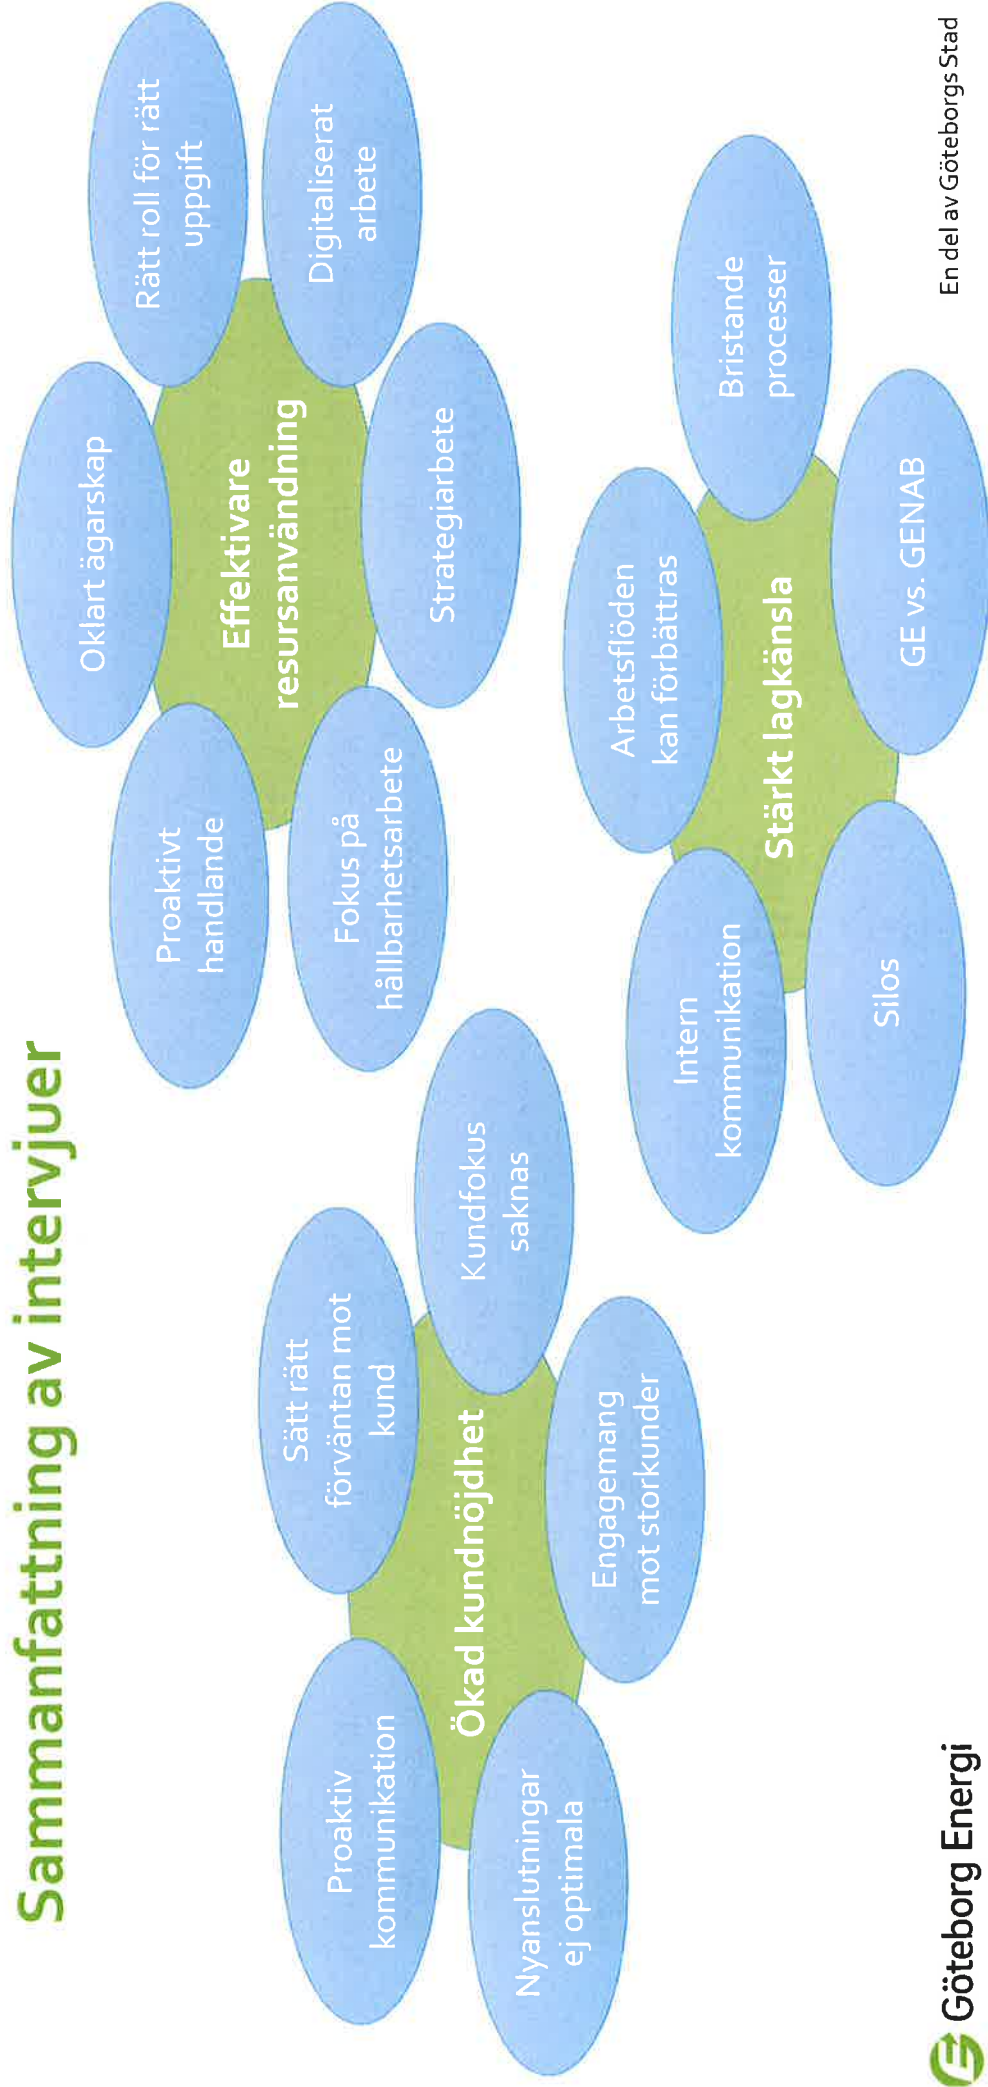 Sammanfattning av intervjuer
Proaktiv
kommunikation
Sätt rätt
förväntan mot
kund
Kundfokus
saknas
Ökad kundnöjdhet
Nyanslutningar
ej optimala
Engagemang
mot storkunder
Proaktivt
handlande
Oklart ägarskap
Rätt roll för rätt
uppgift
Effektivare
resursanvändning
Fokus på
hållbarhetsarbete
Strategiarbete
Digitaliserat
arbete
Intern
kommunikation
Arbetsflöden
kan förbättras
Bristande
processer
Stärkt lagkänsla
Silos
GE vs. GENAB
Göteborg Energi
En del av Göteborgs Stad